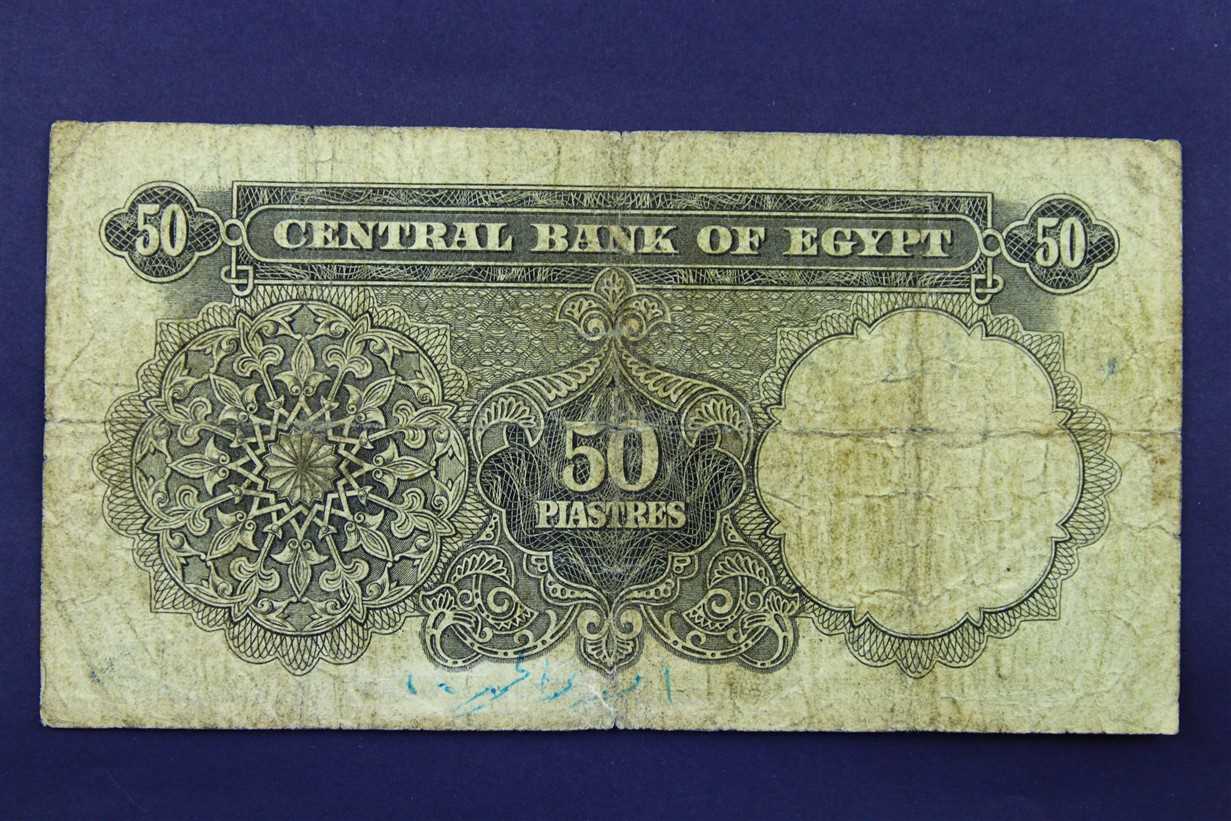 50 CENTRAL BANK OF EGYPT 50
50
PIASTRES